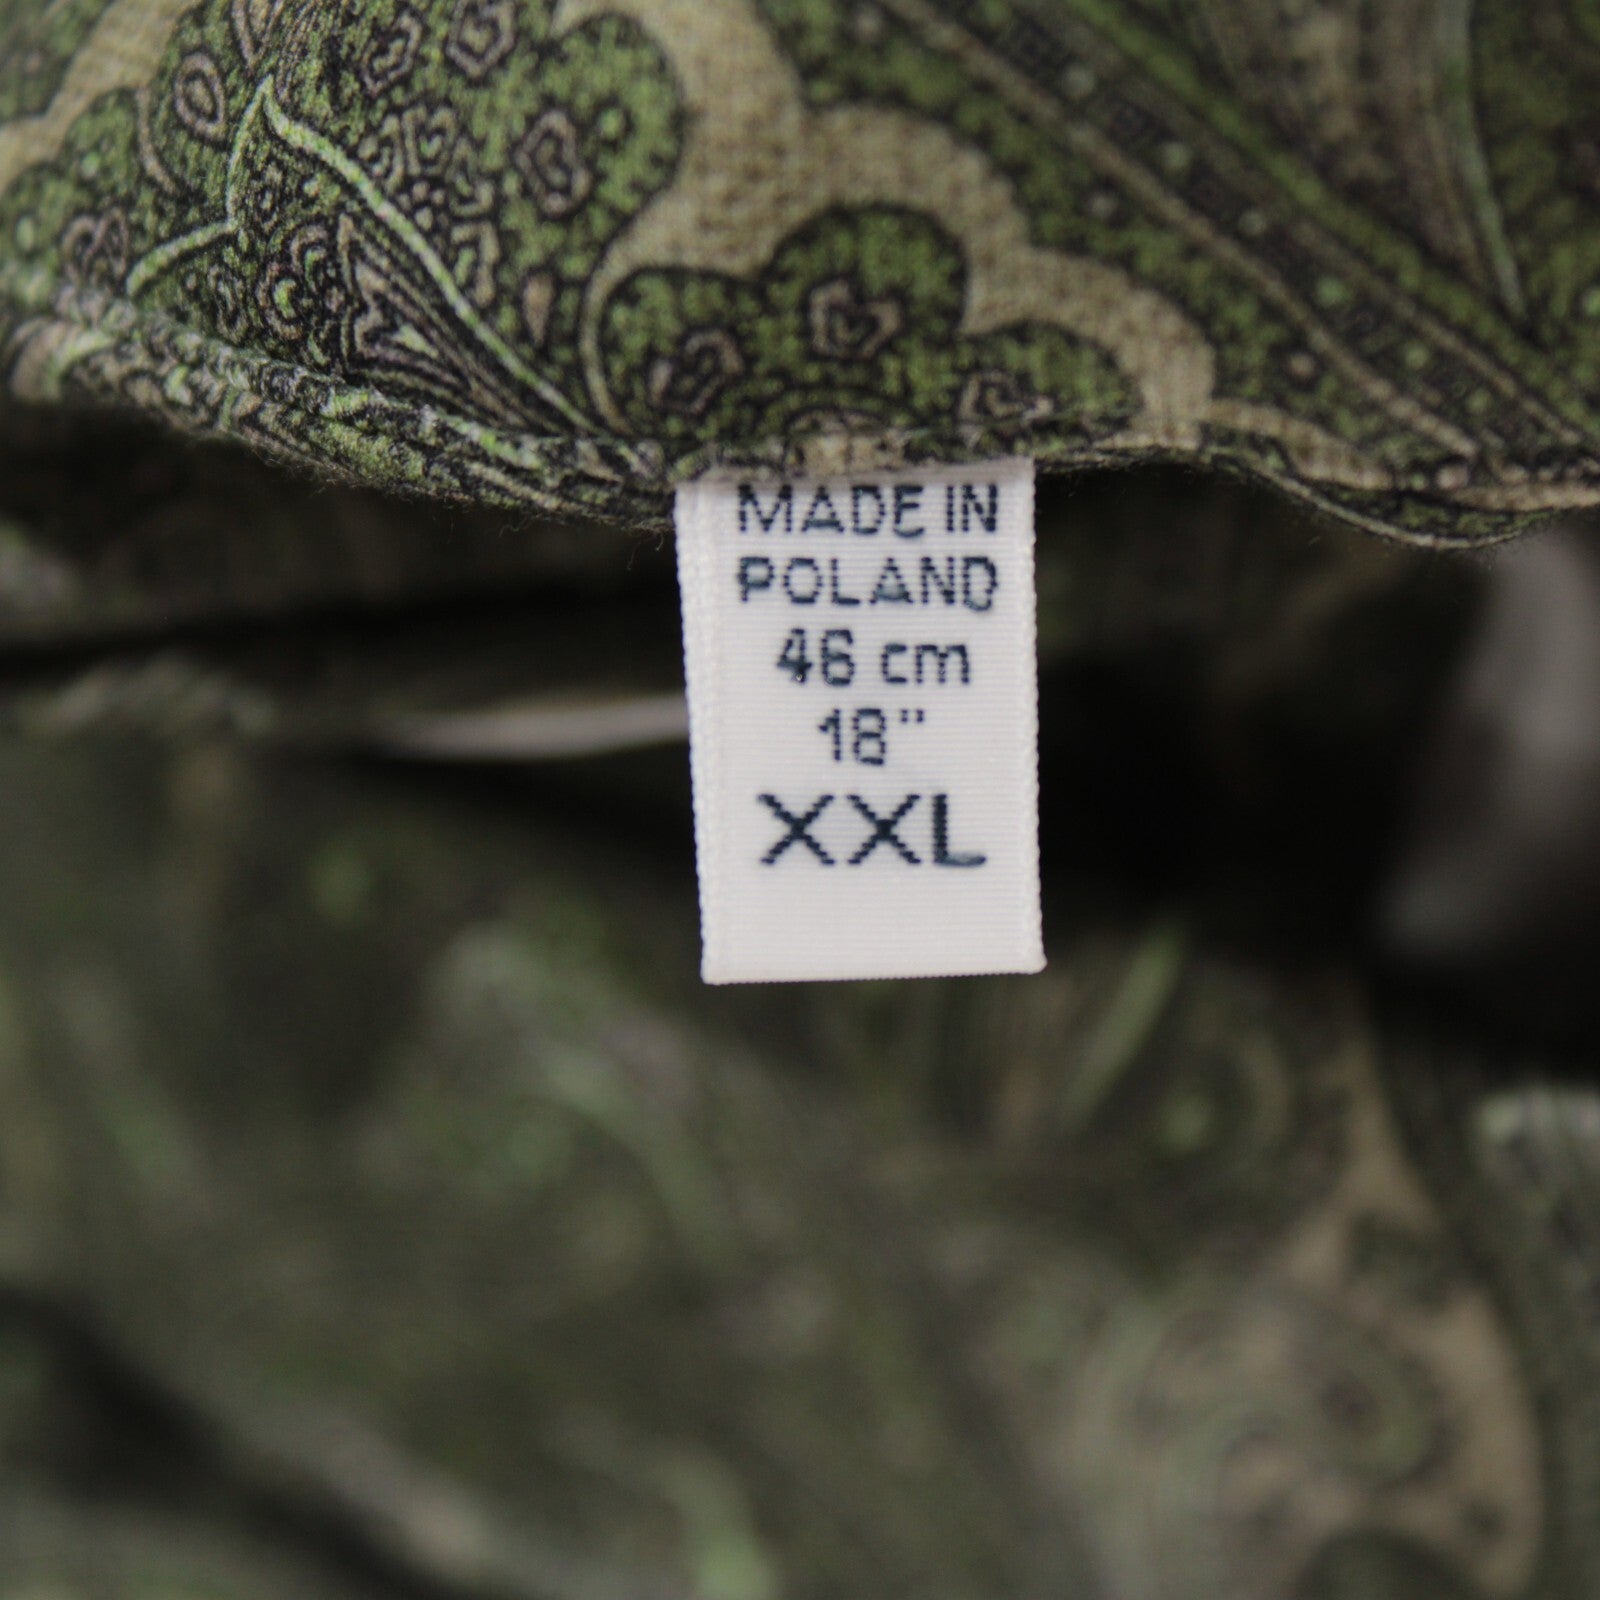 MADE IN
POLAND
46 cm
18"
XXL